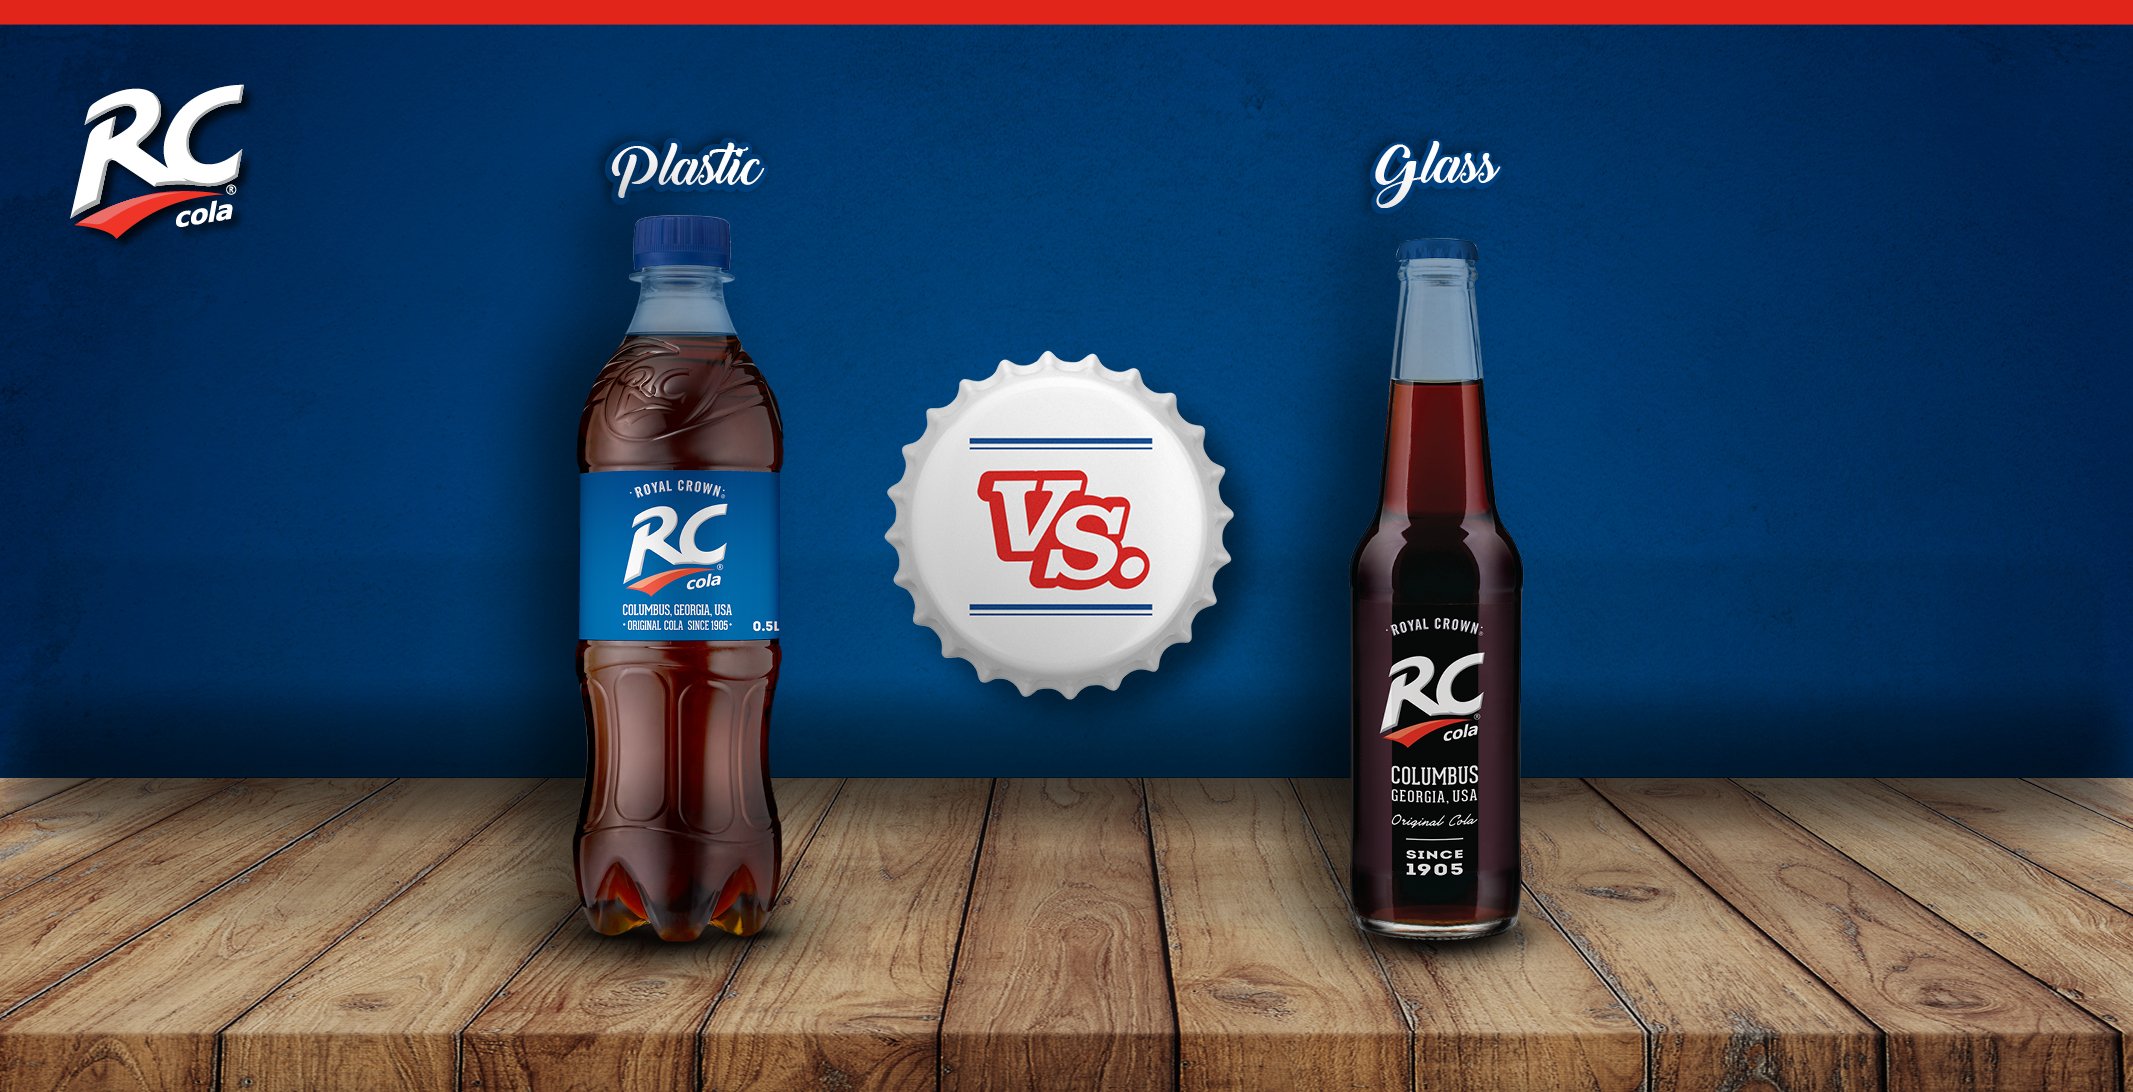 RC
®
cola
Plastic
Glass
·ROYAL CROWN®
RC
®
cola
COLUMBUS, GEORGIA, USA
·ORIGINAL COLA SINCE 1905·
0.5L
RC
VS.
·ROYAL CROWN®
RC
®
cola
COLUMBUS
GEORGIA, USA
Original Cola
SINCE
1905